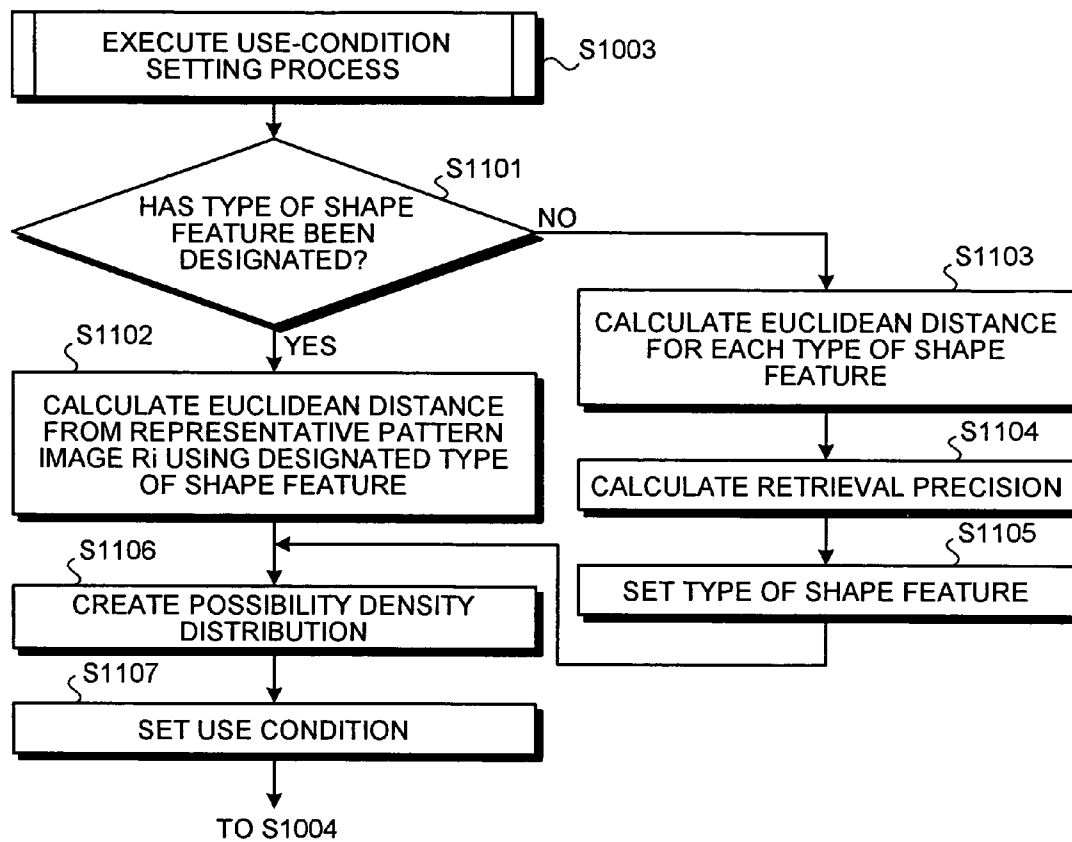 EXECUTE USE-CONDITION
SETTING PROCESS
S1003
S1101
HAS TYPE OF SHAPE
FEATURE BEEN
DESIGNATED?
NO
YES
S1102
CALCULATE EUCLIDEAN DISTANCE
FROM REPRESENTATIVE PATTERN
IMAGE Ri USING DESIGNATED TYPE
OF SHAPE FEATURE
S1103
CALCULATE EUCLIDEAN DISTANCE
FOR EACH TYPE OF SHAPE
FEATURE
S1104
CALCULATE RETRIEVAL PRECISION
S1105
SET TYPE OF SHAPE FEATURE
S1106
CREATE POSSIBILITY DENSITY
DISTRIBUTION
S1107
SET USE CONDITION
TO S1004